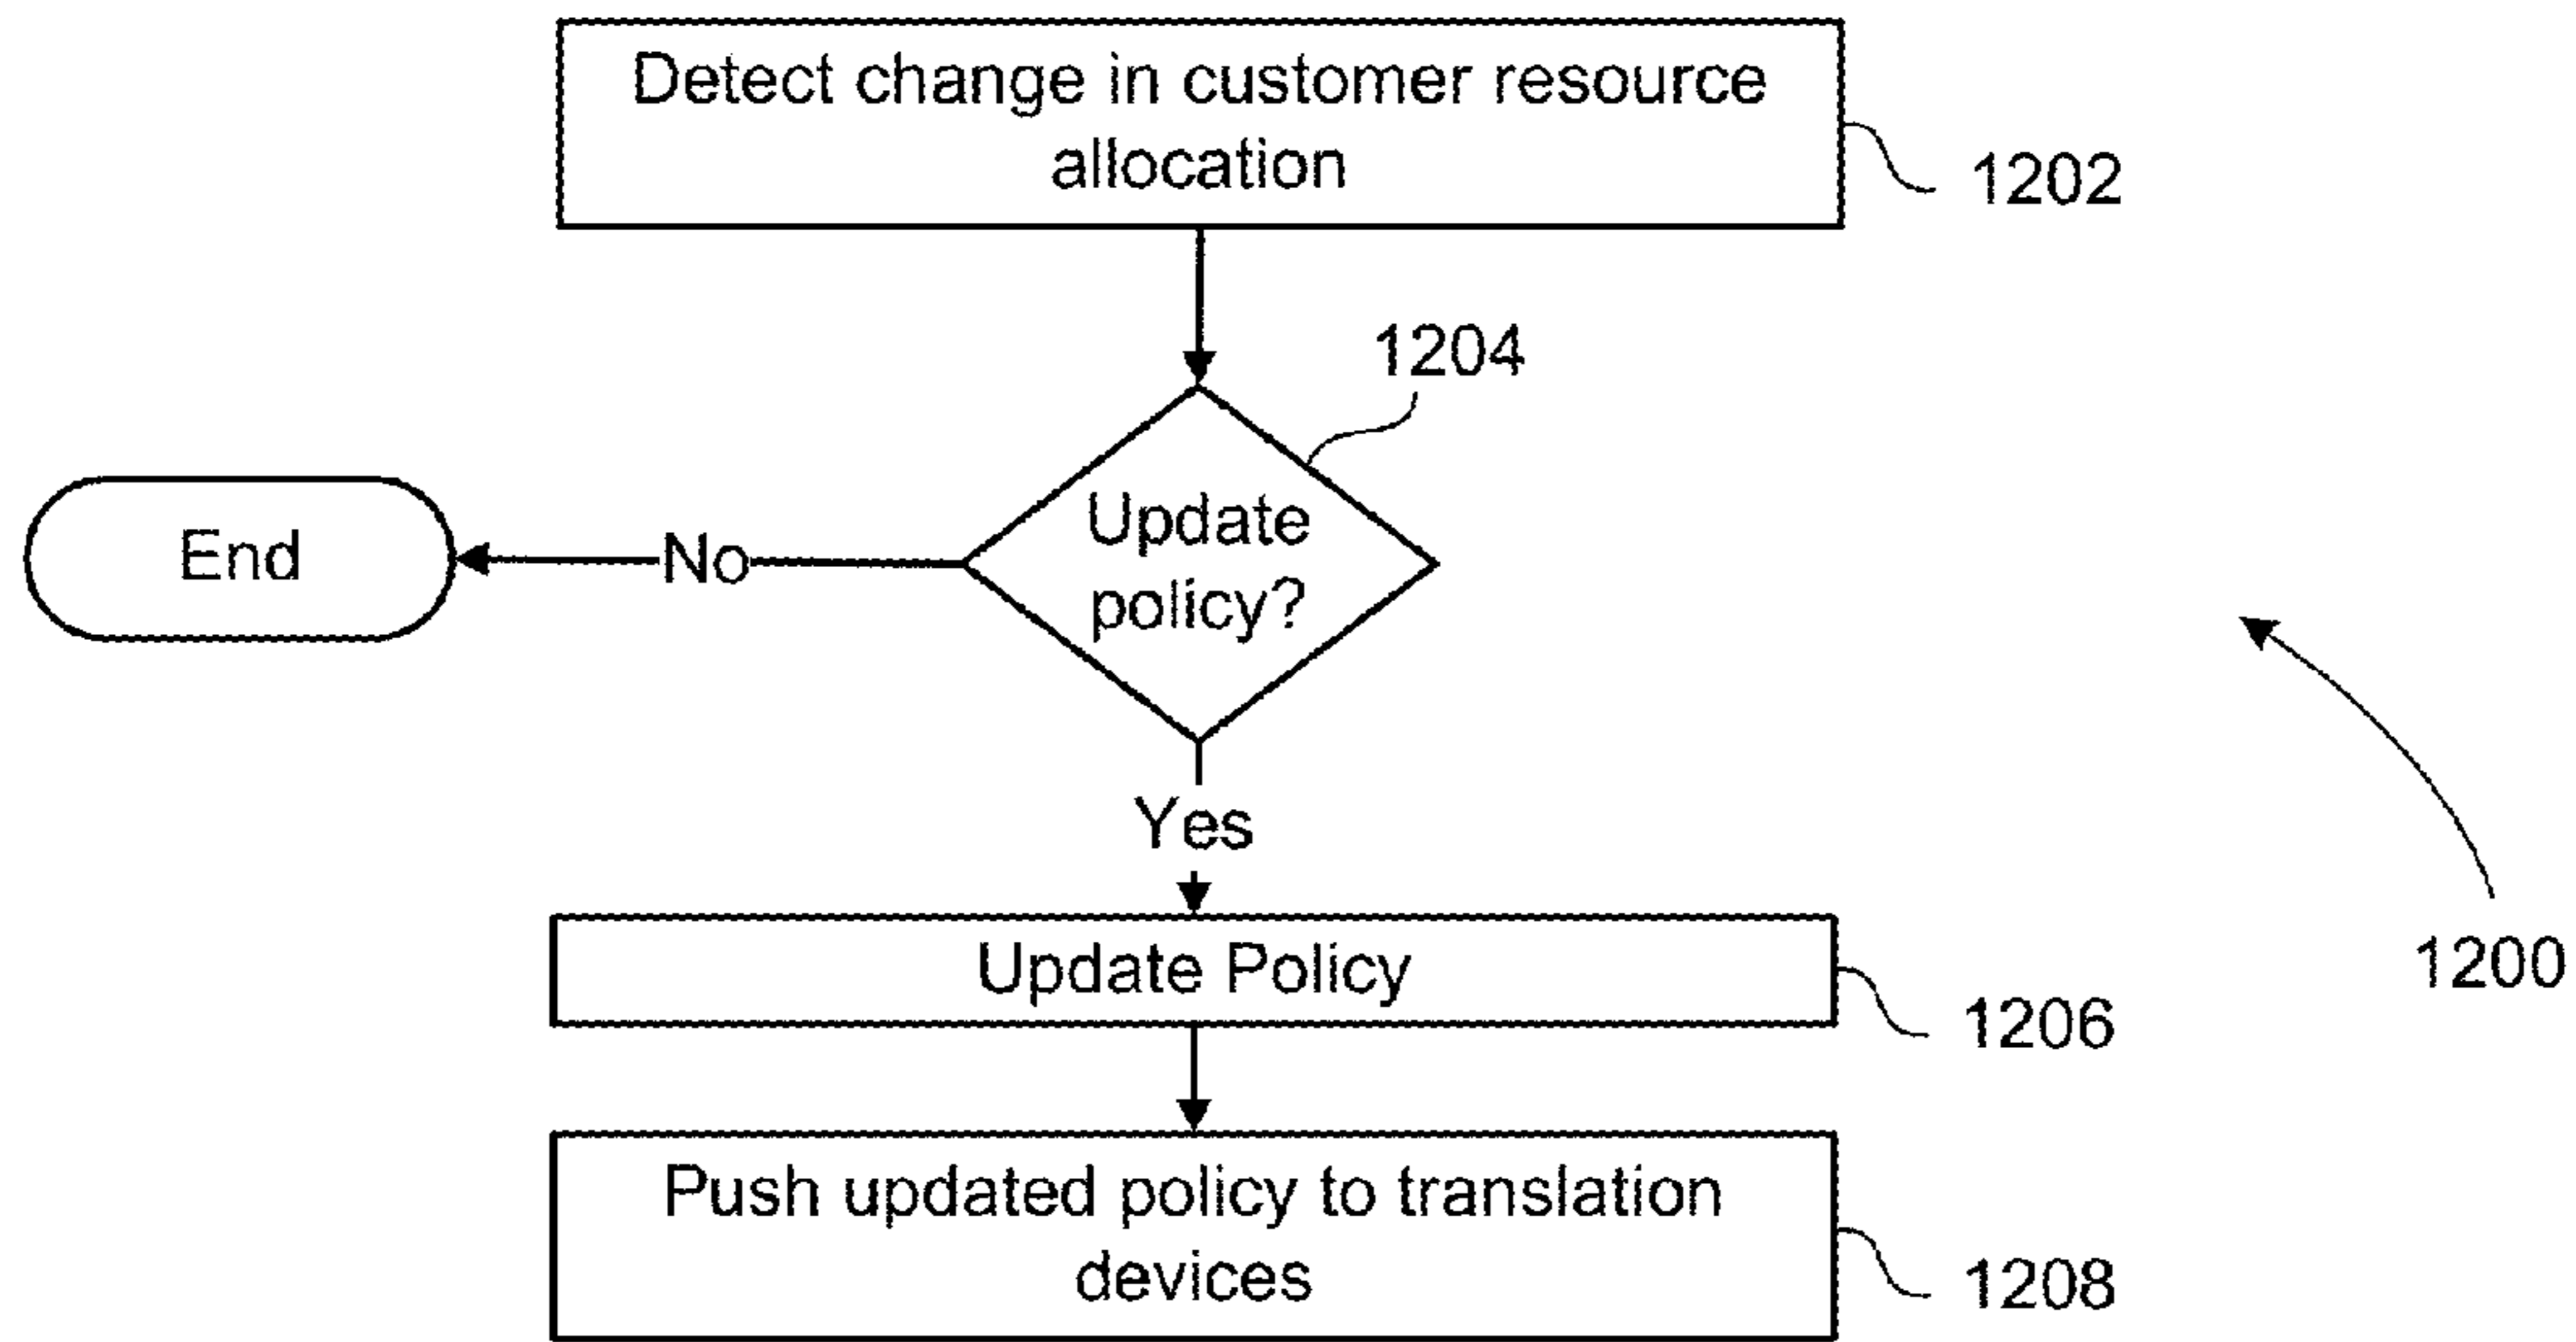 Detect change in customer resource
allocation
1202
1204
Update
policy?
No
End
Yes
Update Policy
1206
1200
Push updated policy to translation
devices
1208